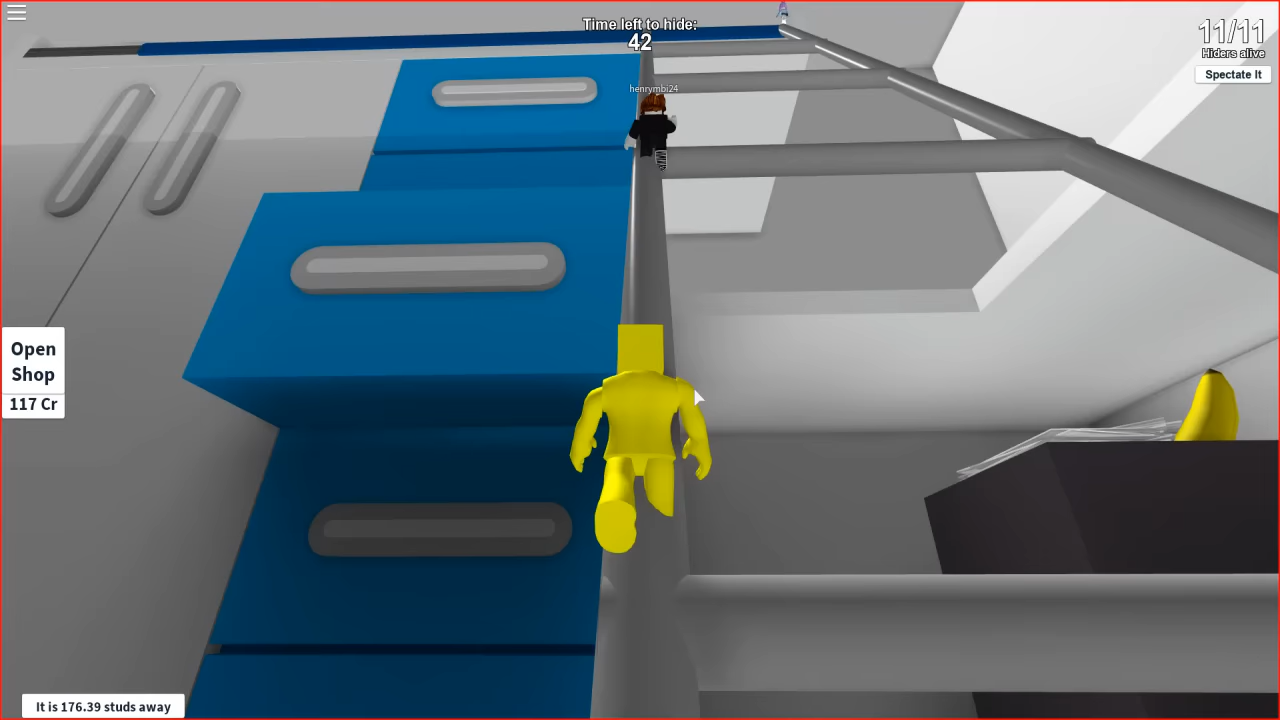 Time left to hide:
42
11/11
Hiders alive
Spectate It
henrymbi24
Open
Shop
117 Cr
It is 176.39 studs away